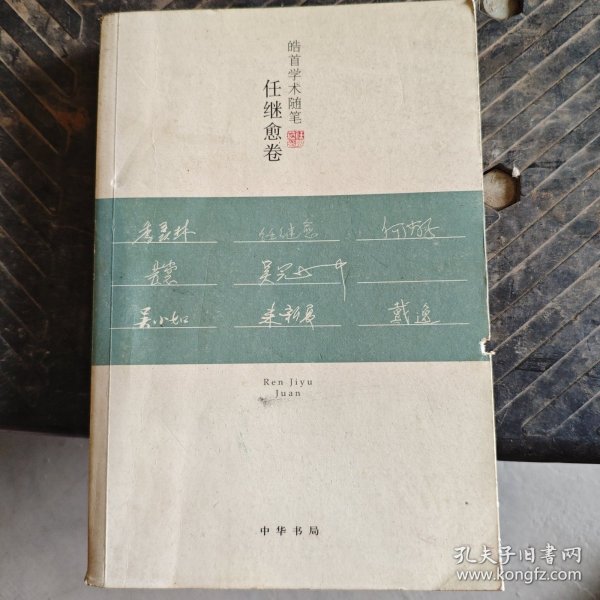 皓首学术随笔
任继愈卷
季羡林 任继愈 何兹全
吴小如 来新夏 戴逸
Ren Jiyu
Juan
中华书局
孔夫子旧书网
www.kongfz.com